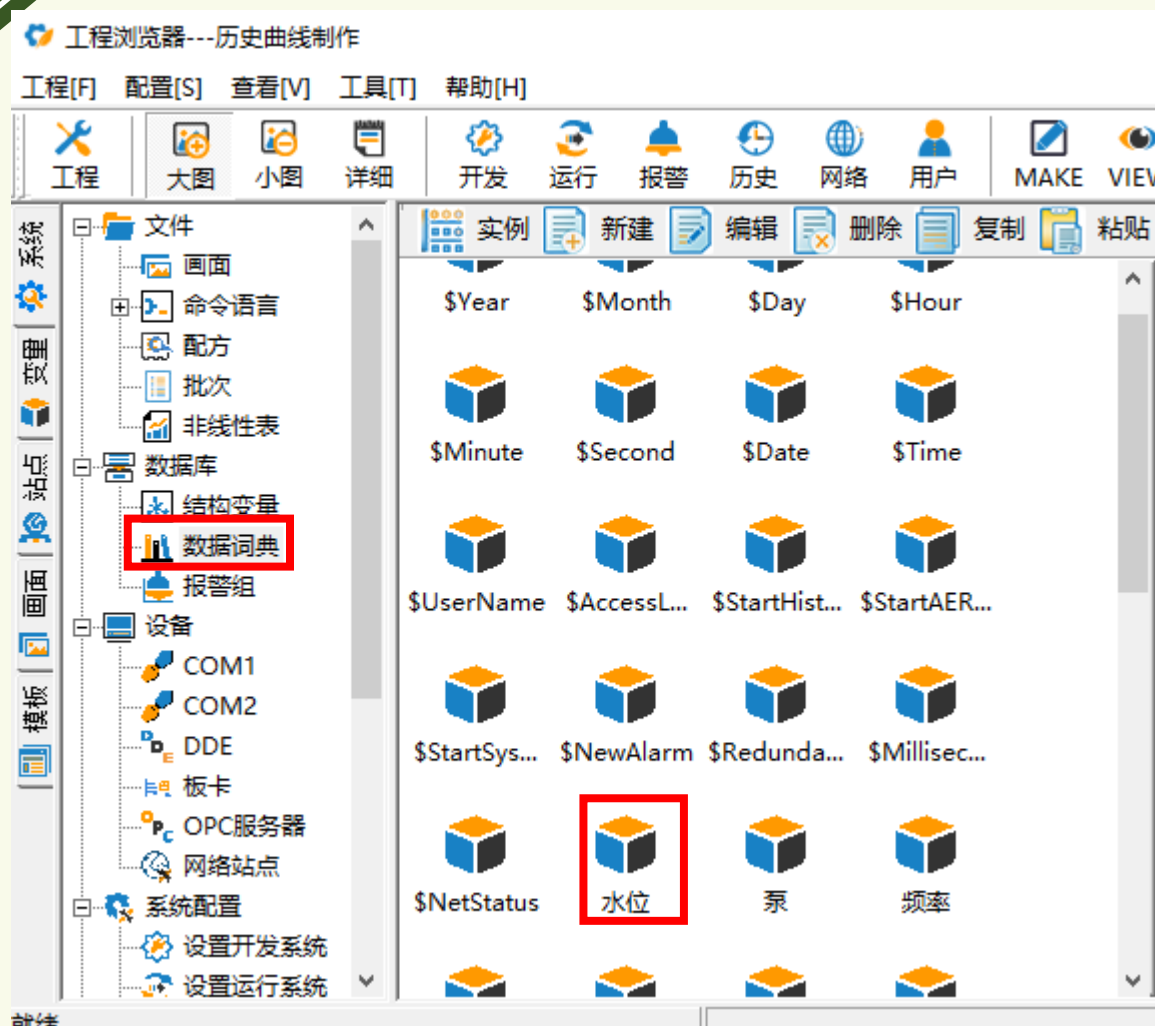 工程浏览器---历史曲线制作
工程[F] 配置[S] 查看[V] 工具[T] 帮助[H]
工程 大图 小图 详细 开发 运行 报警 历史 网络 用户 MAKE VIEW
系统
变量
站点
画面
模板
文件
画面
命令语言
配方
批次
非线性表
数据库
结构变量
数据词典
报警组
设备
COM1
COM2
DDE
板卡
OPC服务器
网络站点
系统配置
设置开发系统
设置运行系统
实例 新建 编辑 删除 复制 粘贴
$Year $Month $Day $Hour
$Minute $Second $Date $Time
$UserName $AccessL... $StartHist... $StartAER...
$StartSys... $NewAlarm $Redunda... $Millisec...
$NetStatus 水位 泵 频率
就绪